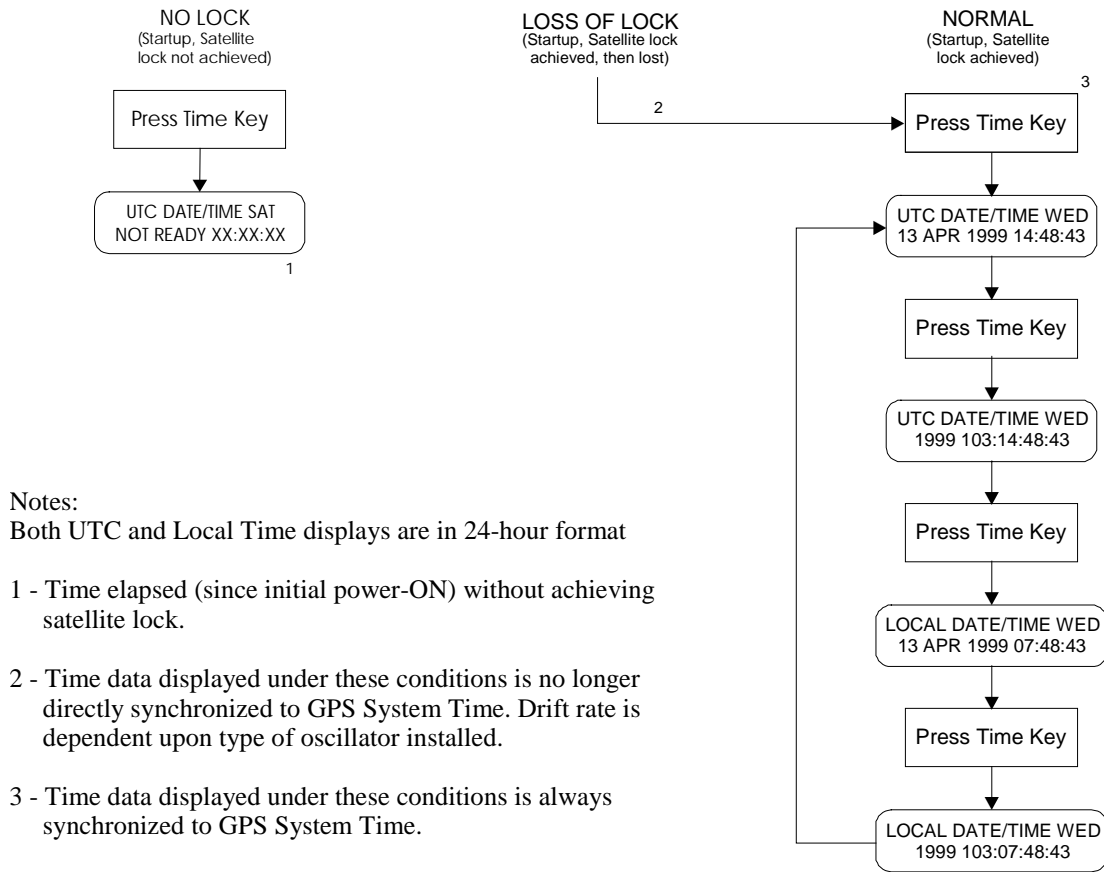 NO LOCK
(Startup, Satellite
lock not achieved)
Press Time Key
UTC DATE/TIME SAT
NOT READY XX:XX:XX
1
LOSS OF LOCK
(Startup, Satellite lock
achieved, then lost)
2
NORMAL
(Startup, Satellite
lock achieved)
3
Press Time Key
UTC DATE/TIME WED
13 APR 1999 14:48:43
Press Time Key
UTC DATE/TIME WED
1999 103:14:48:43
Press Time Key
LOCAL DATE/TIME WED
13 APR 1999 07:48:43
Press Time Key
LOCAL DATE/TIME WED
1999 103:07:48:43
Notes:
Both UTC and Local Time displays are in 24-hour format
1 - Time elapsed (since initial power-ON) without achieving
satellite lock.
2 - Time data displayed under these conditions is no longer
directly synchronized to GPS System Time. Drift rate is
dependent upon type of oscillator installed.
3 - Time data displayed under these conditions is always
synchronized to GPS System Time.